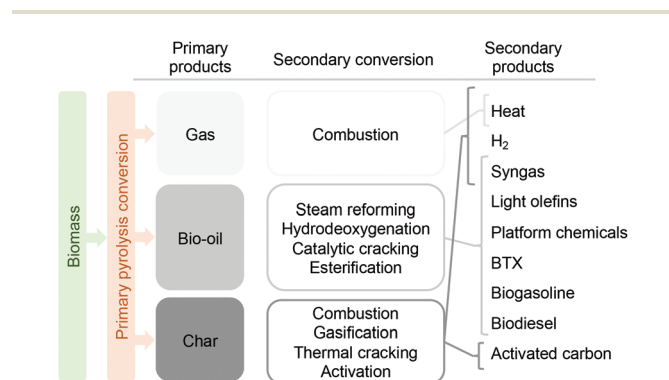 Primary
products
Secondary conversion
Secondary
products
Biomass
Primary pyrolysis conversion
Gas
Combustion
Bio-oil
Steam reforming
Hydrodeoxygenation
Catalytic cracking
Esterification
Char
Combustion
Gasification
Thermal cracking
Activation
Heat
H₂
Syngas
Light olefins
Platform chemicals
BTX
Biogasoline
Biodiesel
Activated carbon